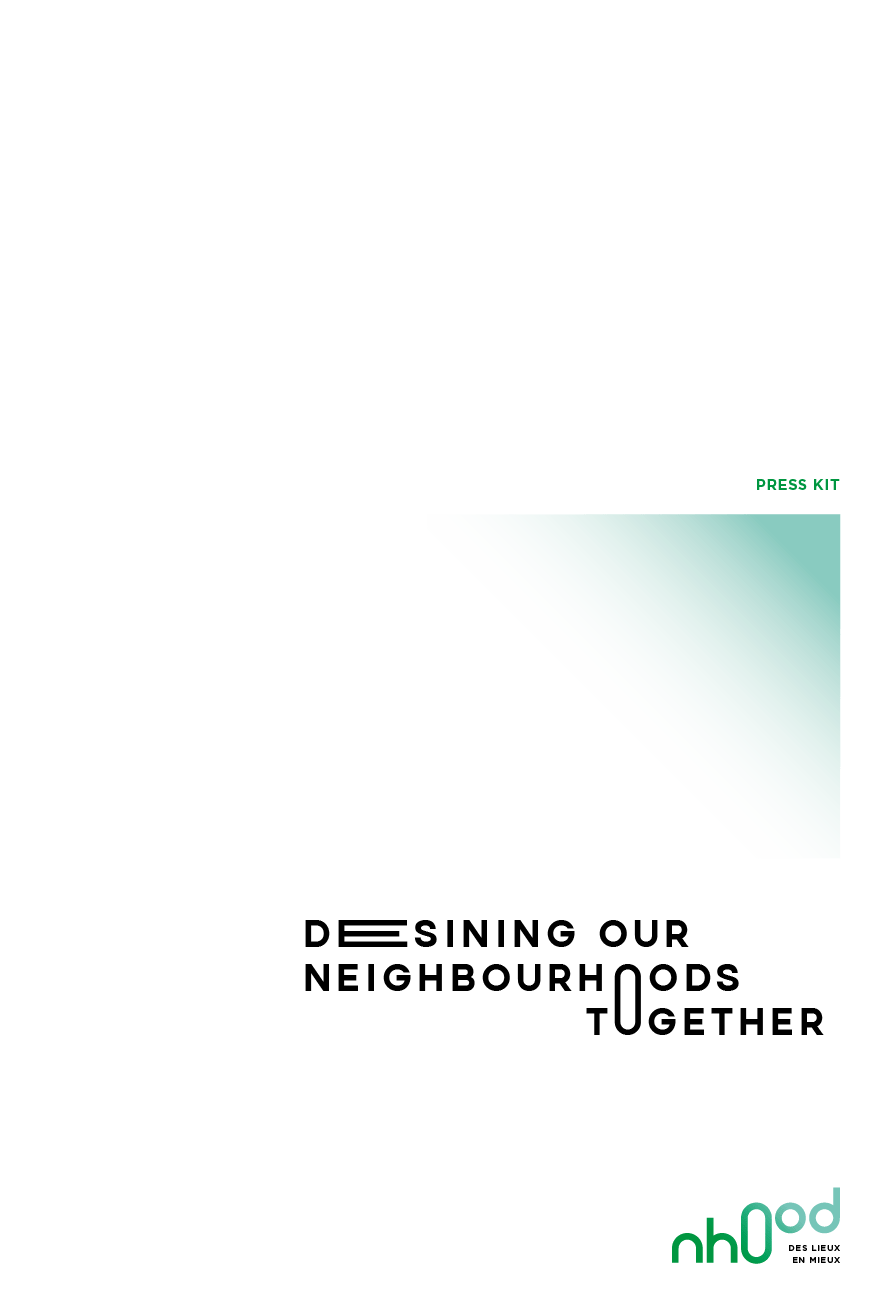 PRESS KIT
DESINING OUR
NEIGHBOURHOODS
TOGETHER
nhood
DES LIEUX
EN MIEUX